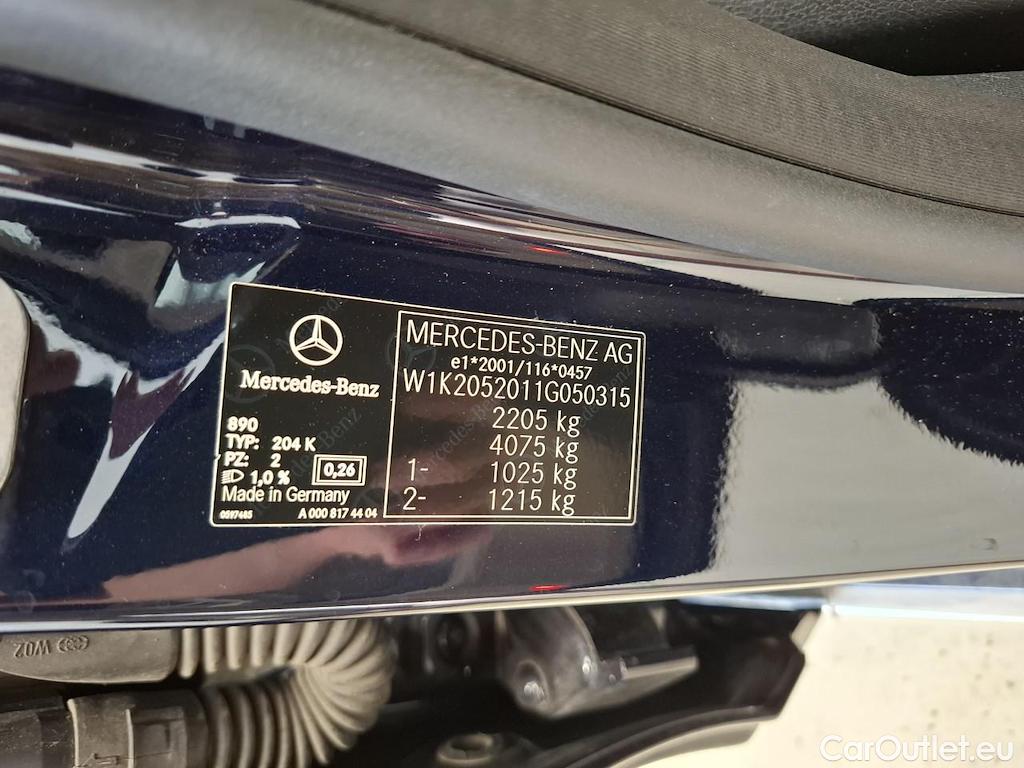 Mercedes-Benz
890
TYP: 204 K
PZ: 2
1,0 %
0,26
Made in Germany
0597485 A 000 817 44 04
MERCEDES-BENZ AG
e1*2001/116*0457
W1K2052011G050315
2205 kg
4075 kg
1- 1025 kg
2- 1215 kg
W02
CarOutlet.eu